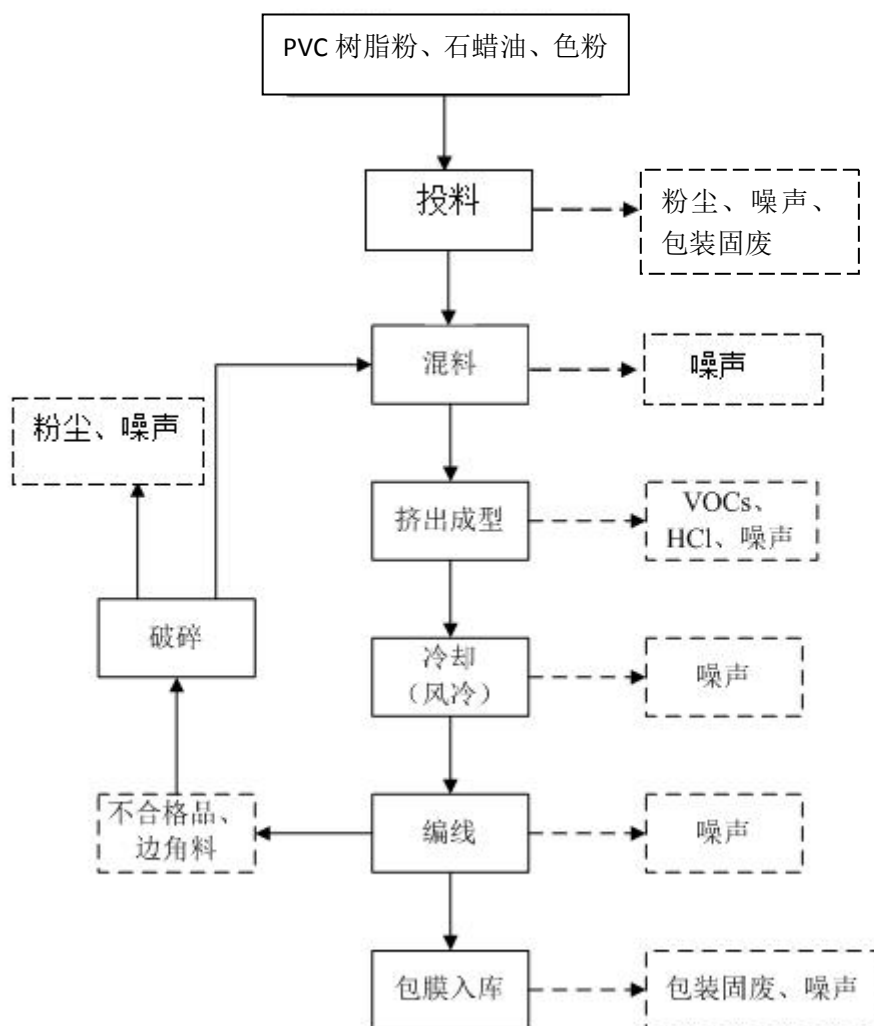 PVC 树脂粉、石蜡油、色粉
投料
粉尘、噪声、
包装固废
混料
噪声
粉尘、噪声
挤出成型
VOCs、
HCl、噪声
破碎
冷却
（风冷）
噪声
不合格品、
边角料
编线
噪声
包膜入库
包装固废、噪声